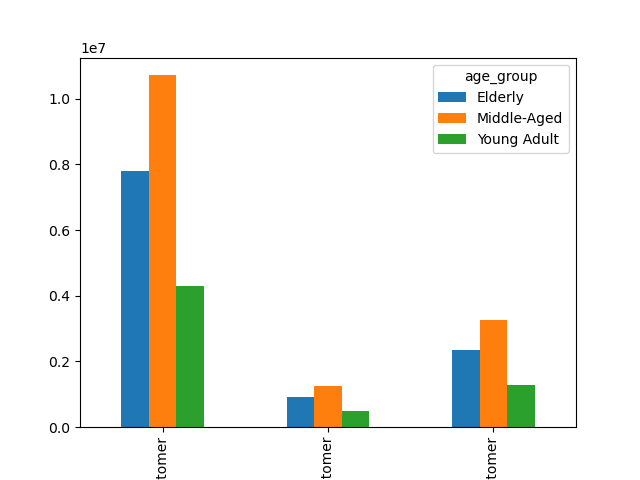 1e7
age_group
Elderly
Middle-Aged
Young Adult
1.0
0.8
0.6
0.4
0.2
0.0
tomer
tomer
tomer